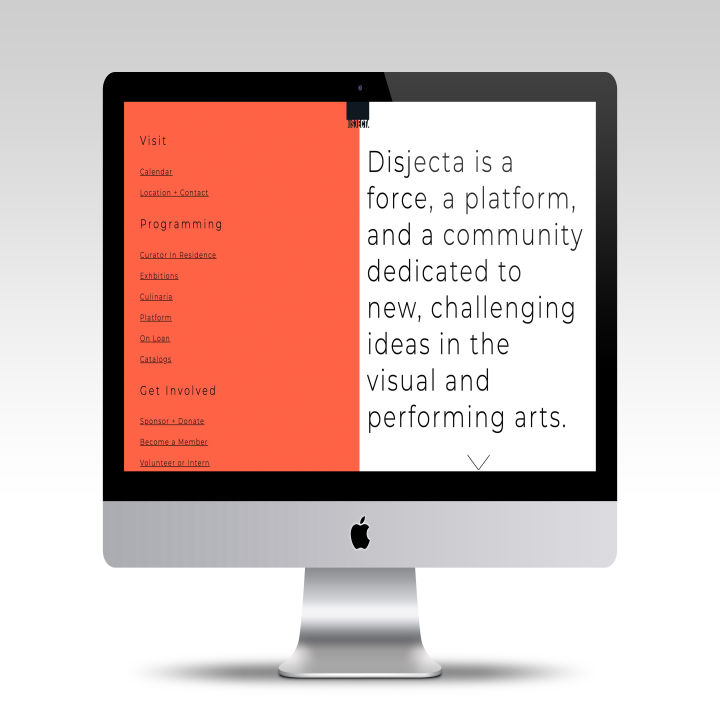 DISJECTA
Visit
Calendar
Location + Contact
Programming
Curator In Residence
Exhbitions
Culinaria
Platform
On Loan
Catalogs
Get Involved
Sponsor + Donate
Become a Member
Volunteer or Intern
Disjecta is a
force, a platform,
and a community
dedicated to
new, challenging
ideas in the
visual and
performing arts.